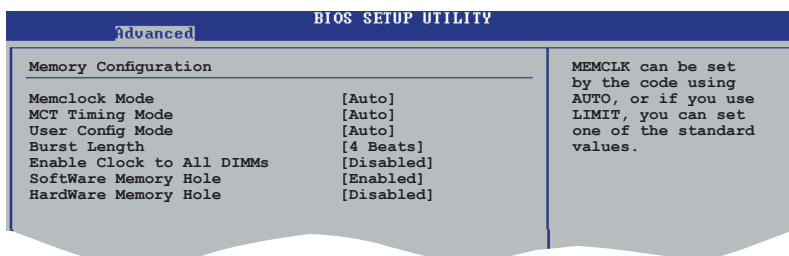 BIOS SETUP UTILITY
Advanced
Memory Configuration
Memclock Mode [Auto]
MCT Timing Mode [Auto]
User Config Mode [Auto]
Burst Length [4 Beats]
Enable Clock to All DIMMs [Disabled]
SoftWare Memory Hole [Enabled]
HardWare Memory Hole [Disabled]
MEMCLK can be set
by the code using
AUTO, or if you use
LIMIT, you can set
one of the standard
values.